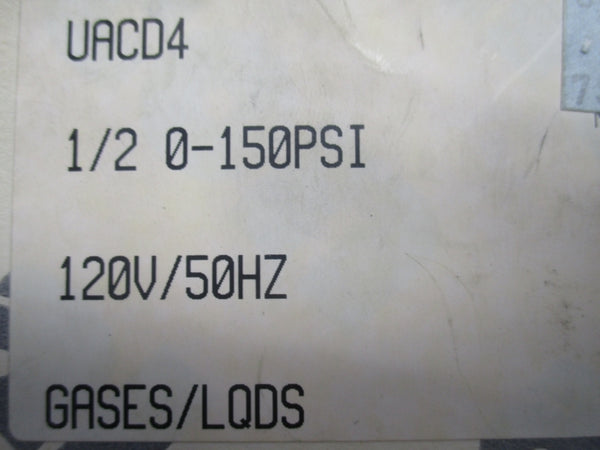 UACD4
1/2 0-150PSI
120V/50HZ
GASES/LQDS